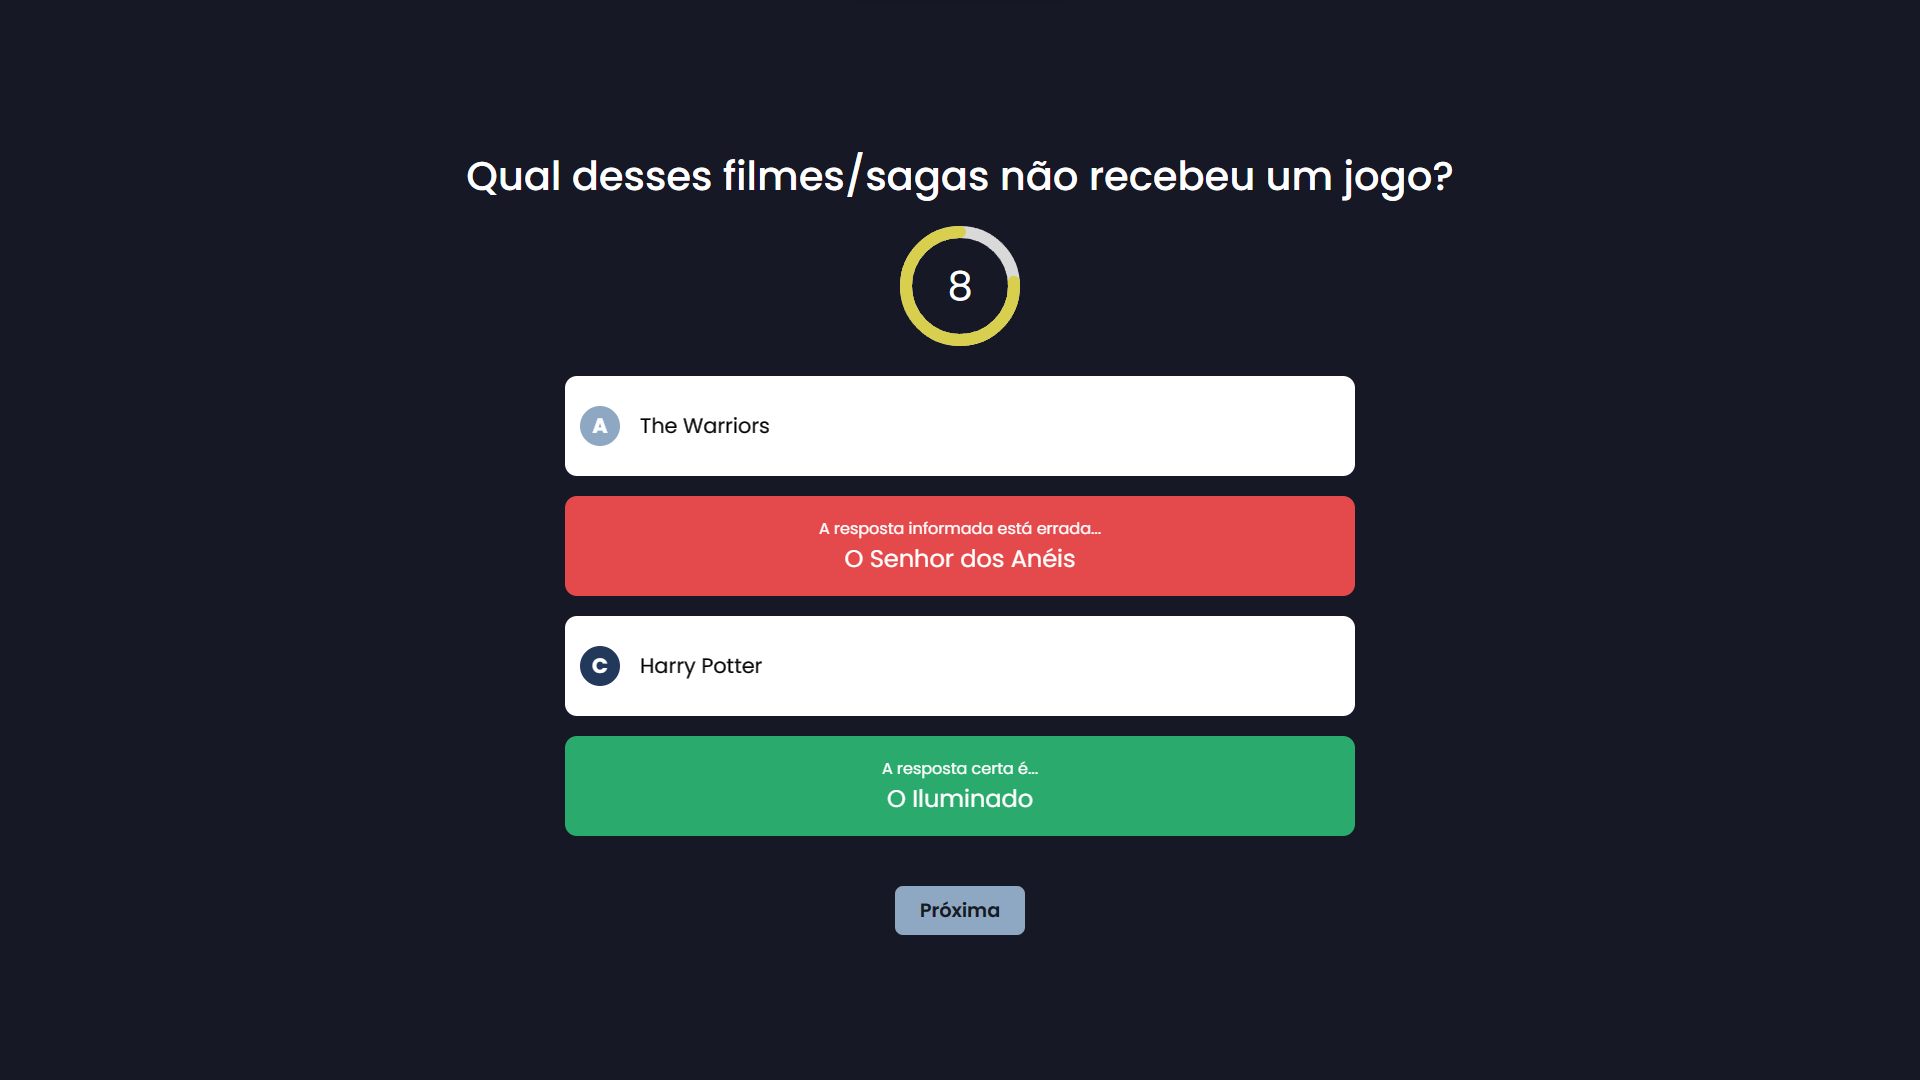 Qual desses filmes/sagas não recebeu um jogo?
8
A The Warriors
A resposta informada está errada...
O Senhor dos Anéis
C Harry Potter
A resposta certa é...
O Iluminado
Próxima